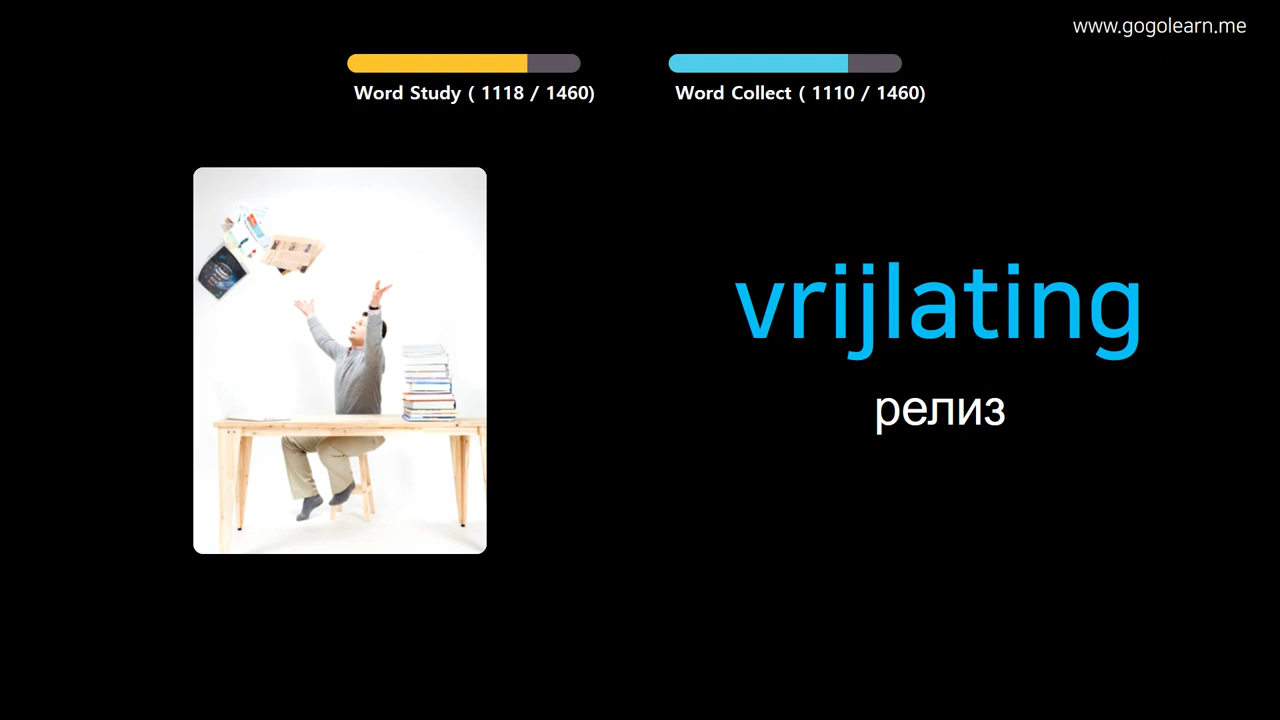 www.gogolearn.me
Word Study ( 1118 / 1460)
Word Collect ( 1110 / 1460)
vrijlating
релиз